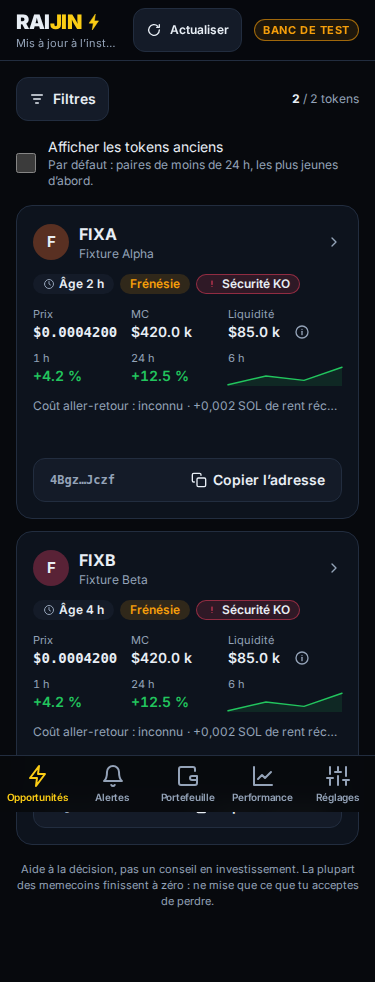 RAIJIN
Mis à jour à l'inst...
Actualiser
BANC DE TEST
Filtres
2 / 2 tokens
Afficher les tokens anciens
Par défaut : paires de moins de 24 h, les plus jeunes
d'abord.
F
FIXA
Fixture Alpha
Âge 2 h
Frénésie
! Sécurité KO
Prix
MC
Liquidité
$0.0004200
$420.0 k
$85.0 k
1 h
24 h
6 h
+4.2 %
+12.5 %
Coût aller-retour : inconnu · +0,002 SOL de rent réc...
4Bgz…Jczf
Copier l’adresse
F
FIXB
Fixture Beta
Âge 4 h
Frénésie
! Sécurité KO
Prix
MC
Liquidité
$0.0004200
$420.0 k
$85.0 k
1 h
24 h
6 h
+4.2 %
+12.5 %
Coût aller-retour : inconnu · +0,002 SOL de rent réc...
Opportunités
Alertes
Portefeuille
Performance
Réglages
Aide à la décision, pas un conseil en investissement. La plupart
des memecoins finissent à zéro : ne mise que ce que tu acceptes
de perdre.